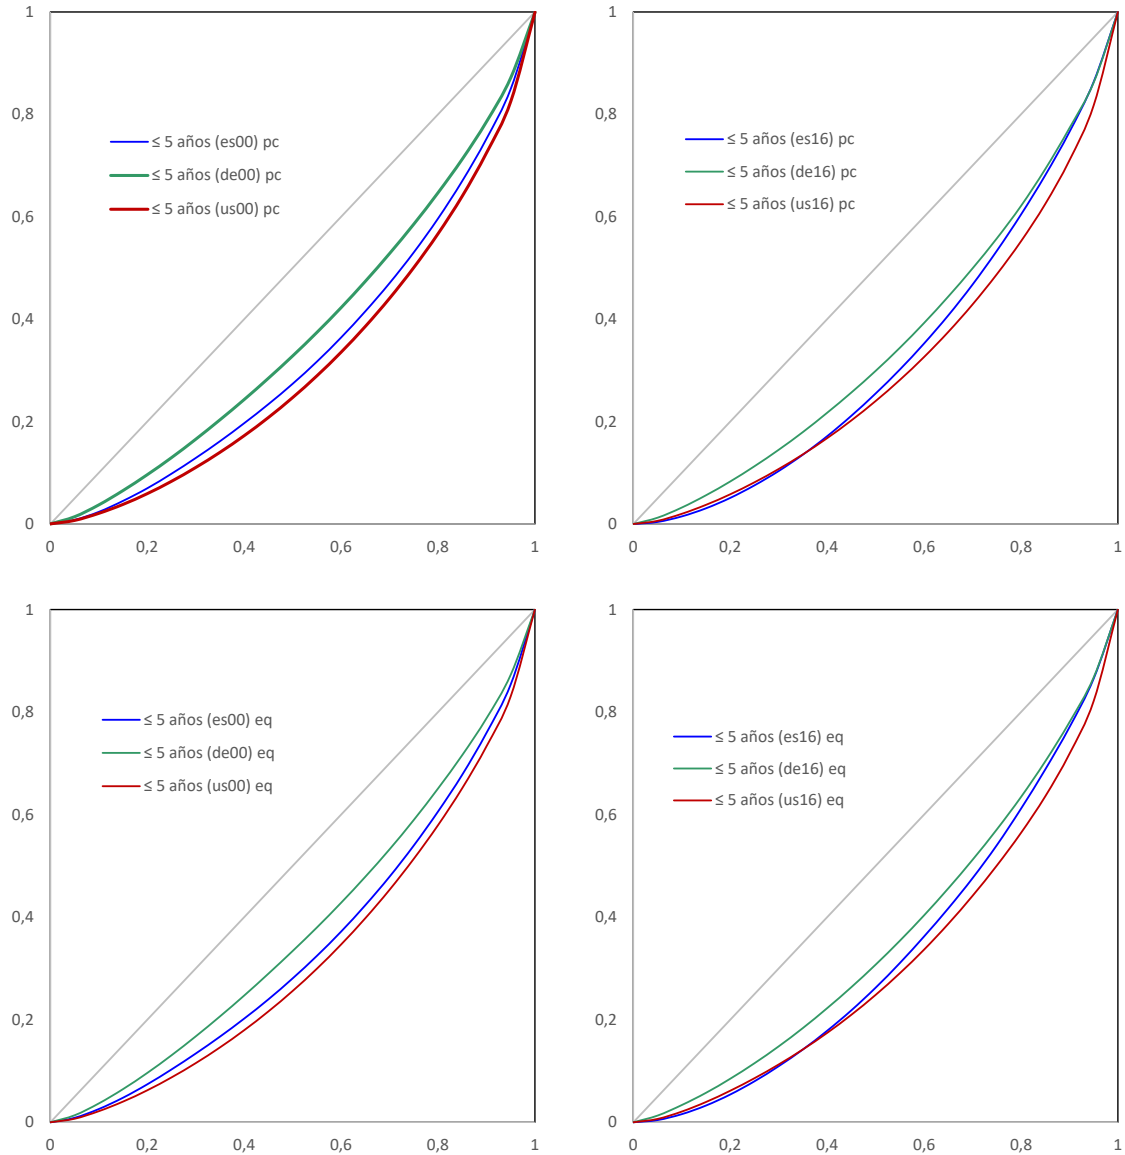 1
0,8
≤ 5 años (es00) pc
≤ 5 años (de00) pc
≤ 5 años (us00) pc
0,6
0,4
0,2
0
0 0,2 0,4 0,6 0,8 1
1
0,8
≤ 5 años (es16) pc
≤ 5 años (de16) pc
≤ 5 años (us16) pc
0,6
0,4
0,2
0
0 0,2 0,4 0,6 0,8 1
1
0,8
≤ 5 años (es00) eq
≤ 5 años (de00) eq
≤ 5 años (us00) eq
0,6
0,4
0,2
0
0 0,2 0,4 0,6 0,8 1
1
0,8
≤ 5 años (es16) eq
≤ 5 años (de16) eq
≤ 5 años (us16) eq
0,6
0,4
0,2
0
0 0,2 0,4 0,6 0,8 1